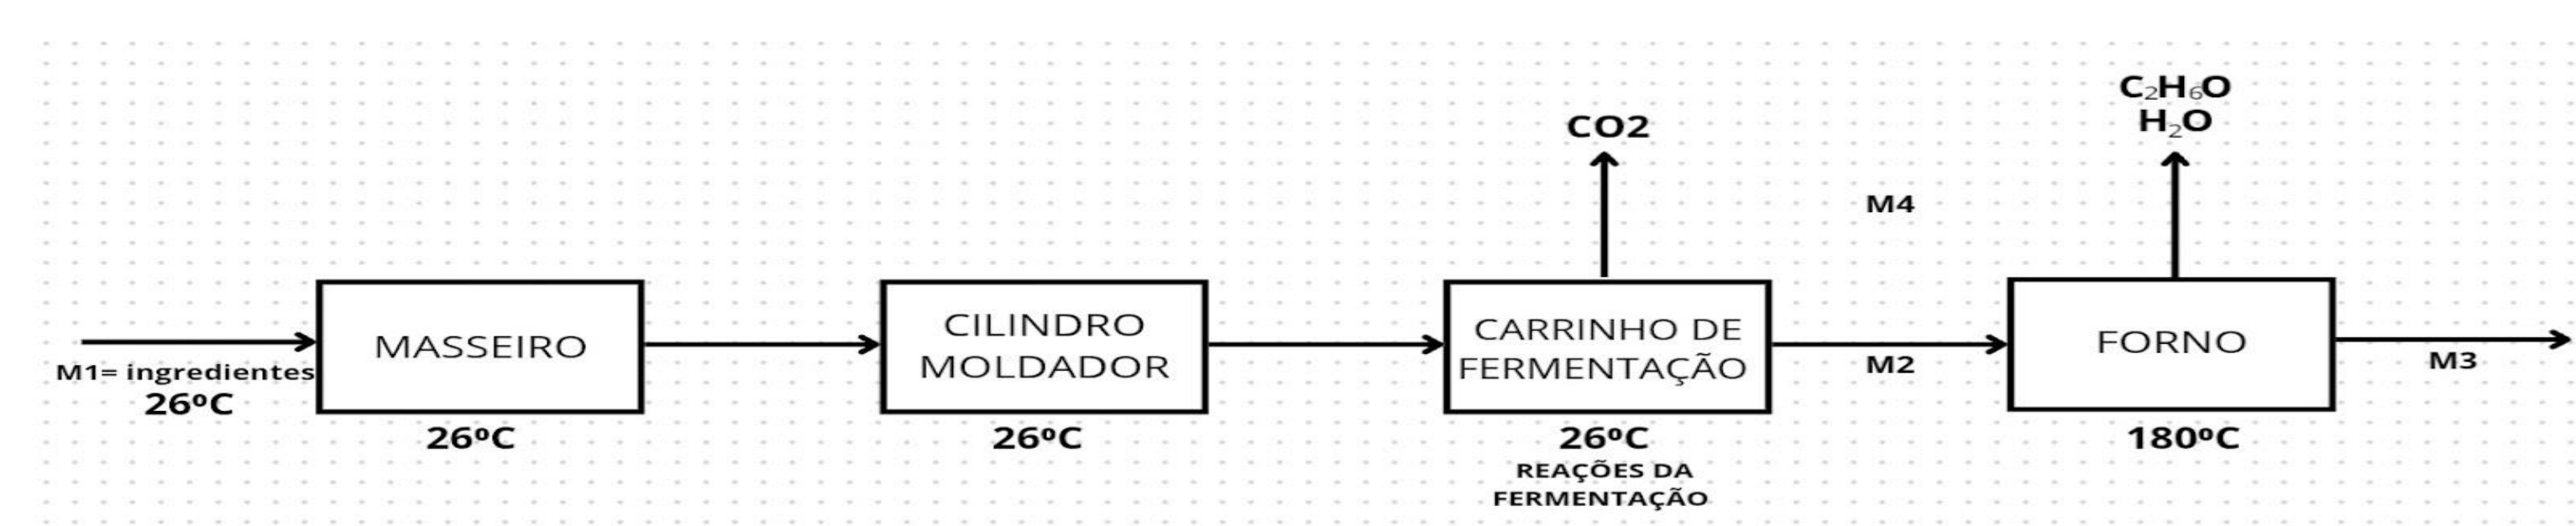 M1= ingredientes
26ºC
MASSEIRO
26ºC
CILINDRO
MOLDADOR
26ºC
CO2
CARRINHO DE
FERMENTAÇÃO
26ºC
REAÇÕES DA
FERMENTAÇÃO
M4
M2
C₂H₆O
H₂O
FORNO
180ºC
M3